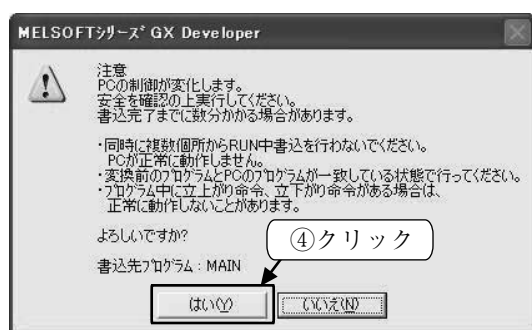 MELSOFTシリーズ GX Developer
注意
PCの制御が変化します。
安全を確認の上実行してください。
書込完了までに数分かかる場合があります。
・同時に複数個所からRUN中書込を行わないでください。
PCが正常に動作しません。
・変換前のプログラムとPCのプログラムが一致している状態で行ってください。
・プログラム中に立上がり命令、立下がり命令がある場合は、
正常に動作しないことがあります。
よろしいですか?
④クリック
書込先プログラム：MAIN
はい(Y)
いいえ(N)